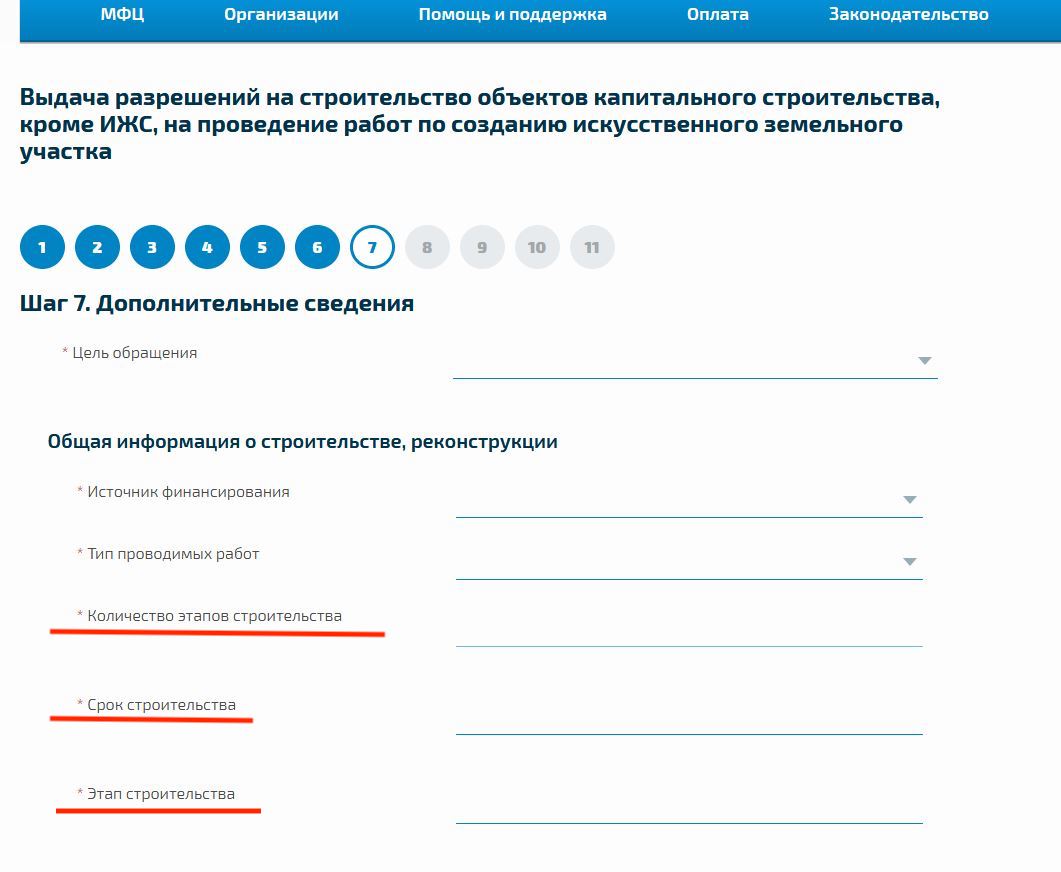 МФЦ Организации Помощь и поддержка Оплата Законодательство
Выдача разрешений на строительство объектов капитального строительства,
кроме ИЖС, на проведение работ по созданию искусственного земельного
участка
1 2 3 4 5 6 7 8 9 10 11
Шаг 7. Дополнительные сведения
* Цель обращения
Общая информация о строительстве, реконструкции
* Источник финансирования
* Тип проводимых работ
* Количество этапов строительства
* Срок строительства
* Этап строительства